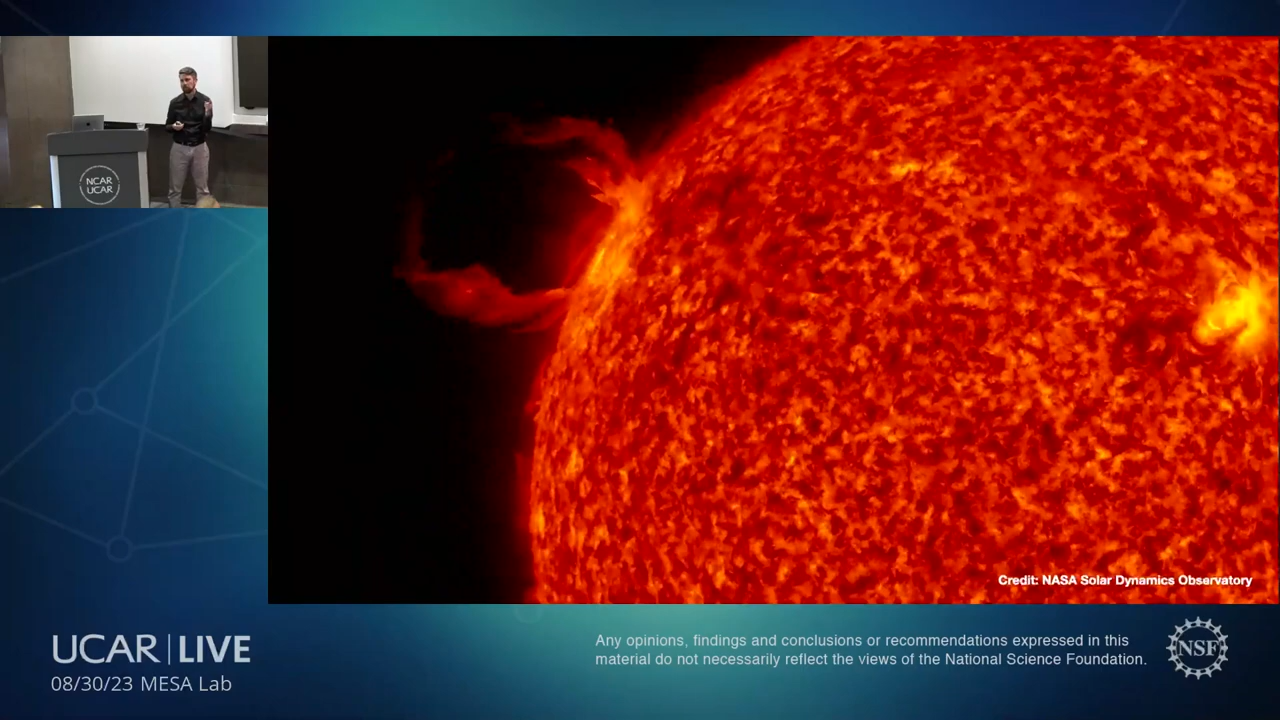 NCAR
UCAR
Credit: NASA Solar Dynamics Observatory
UCAR | LIVE
08/30/23 MESA Lab
Any opinions, findings and conclusions or recommendations expressed in this
material do not necessarily reflect the views of the National Science Foundation.
NSF